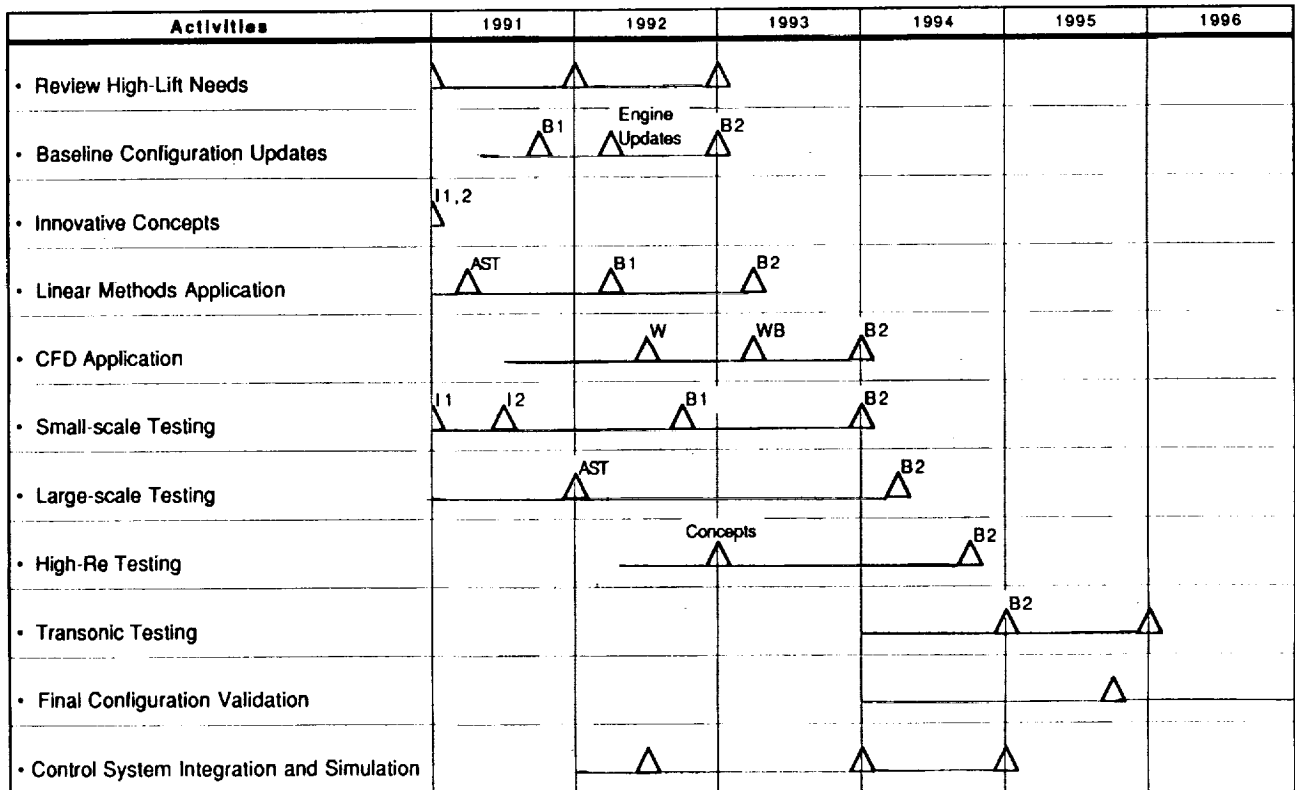 Activities 1991 1992 1993 1994 1995 1996
• Review High-Lift Needs
B1 Engine Updates B2
• Baseline Configuration Updates
I1,2
• Innovative Concepts
AST B1 B2
• Linear Methods Application
W WB B2
• CFD Application
I1 I2 B1 B2
• Small-scale Testing
AST B2
• Large-scale Testing
Concepts B2
• High-Re Testing
B2
• Transonic Testing
• Final Configuration Validation
• Control System Integration and Simulation